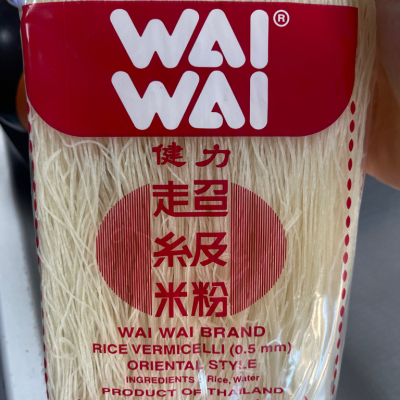 WAI®
WAI
健力
超
級
米粉
WAI WAI BRAND
RICE VERMICELLI (0.5 mm)
ORIENTAL STYLE
INGREDIENTS : Rice, Water
PRODUCT OF THAILAND